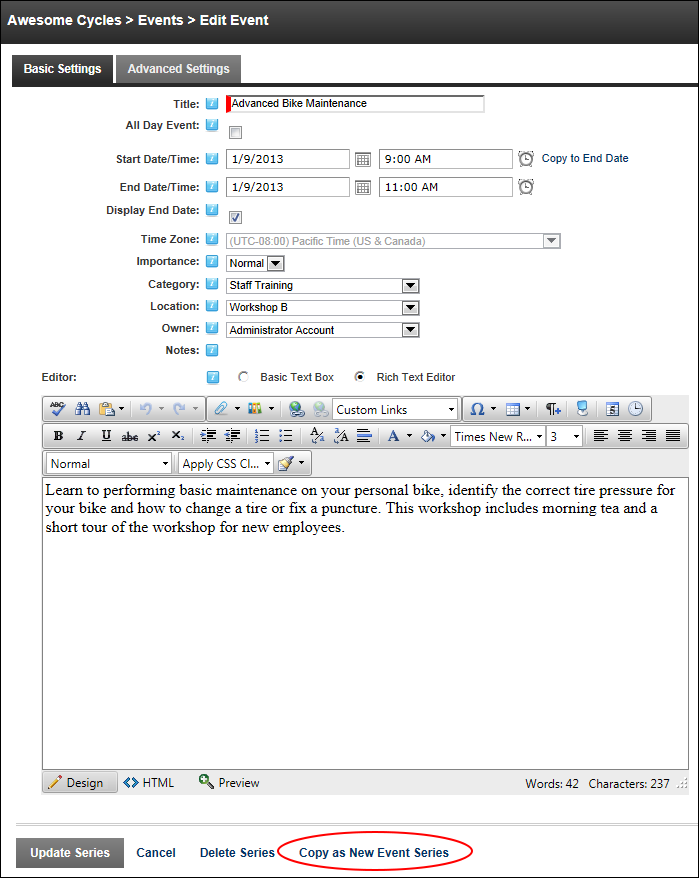 Awesome Cycles > Events > Edit Event
Basic Settings Advanced Settings
Title: Advanced Bike Maintenance
All Day Event:
Start Date/Time: 1/9/2013 9:00 AM Copy to End Date
End Date/Time: 1/9/2013 11:00 AM
Display End Date:
Time Zone: (UTC-08:00) Pacific Time (US & Canada)
Importance: Normal
Category: Staff Training
Location: Workshop B
Owner: Administrator Account
Notes:
Editor: Basic Text Box Rich Text Editor
Custom Links
B I U abc x² x₂ A Times New R... 3
Normal Apply CSS Cl...
Learn to performing basic maintenance on your personal bike, identify the correct tire pressure for
your bike and how to change a tire or fix a puncture. This workshop includes morning tea and a
short tour of the workshop for new employees.
Design HTML Preview Words: 42 Characters: 237
Update Series Cancel Delete Series Copy as New Event Series